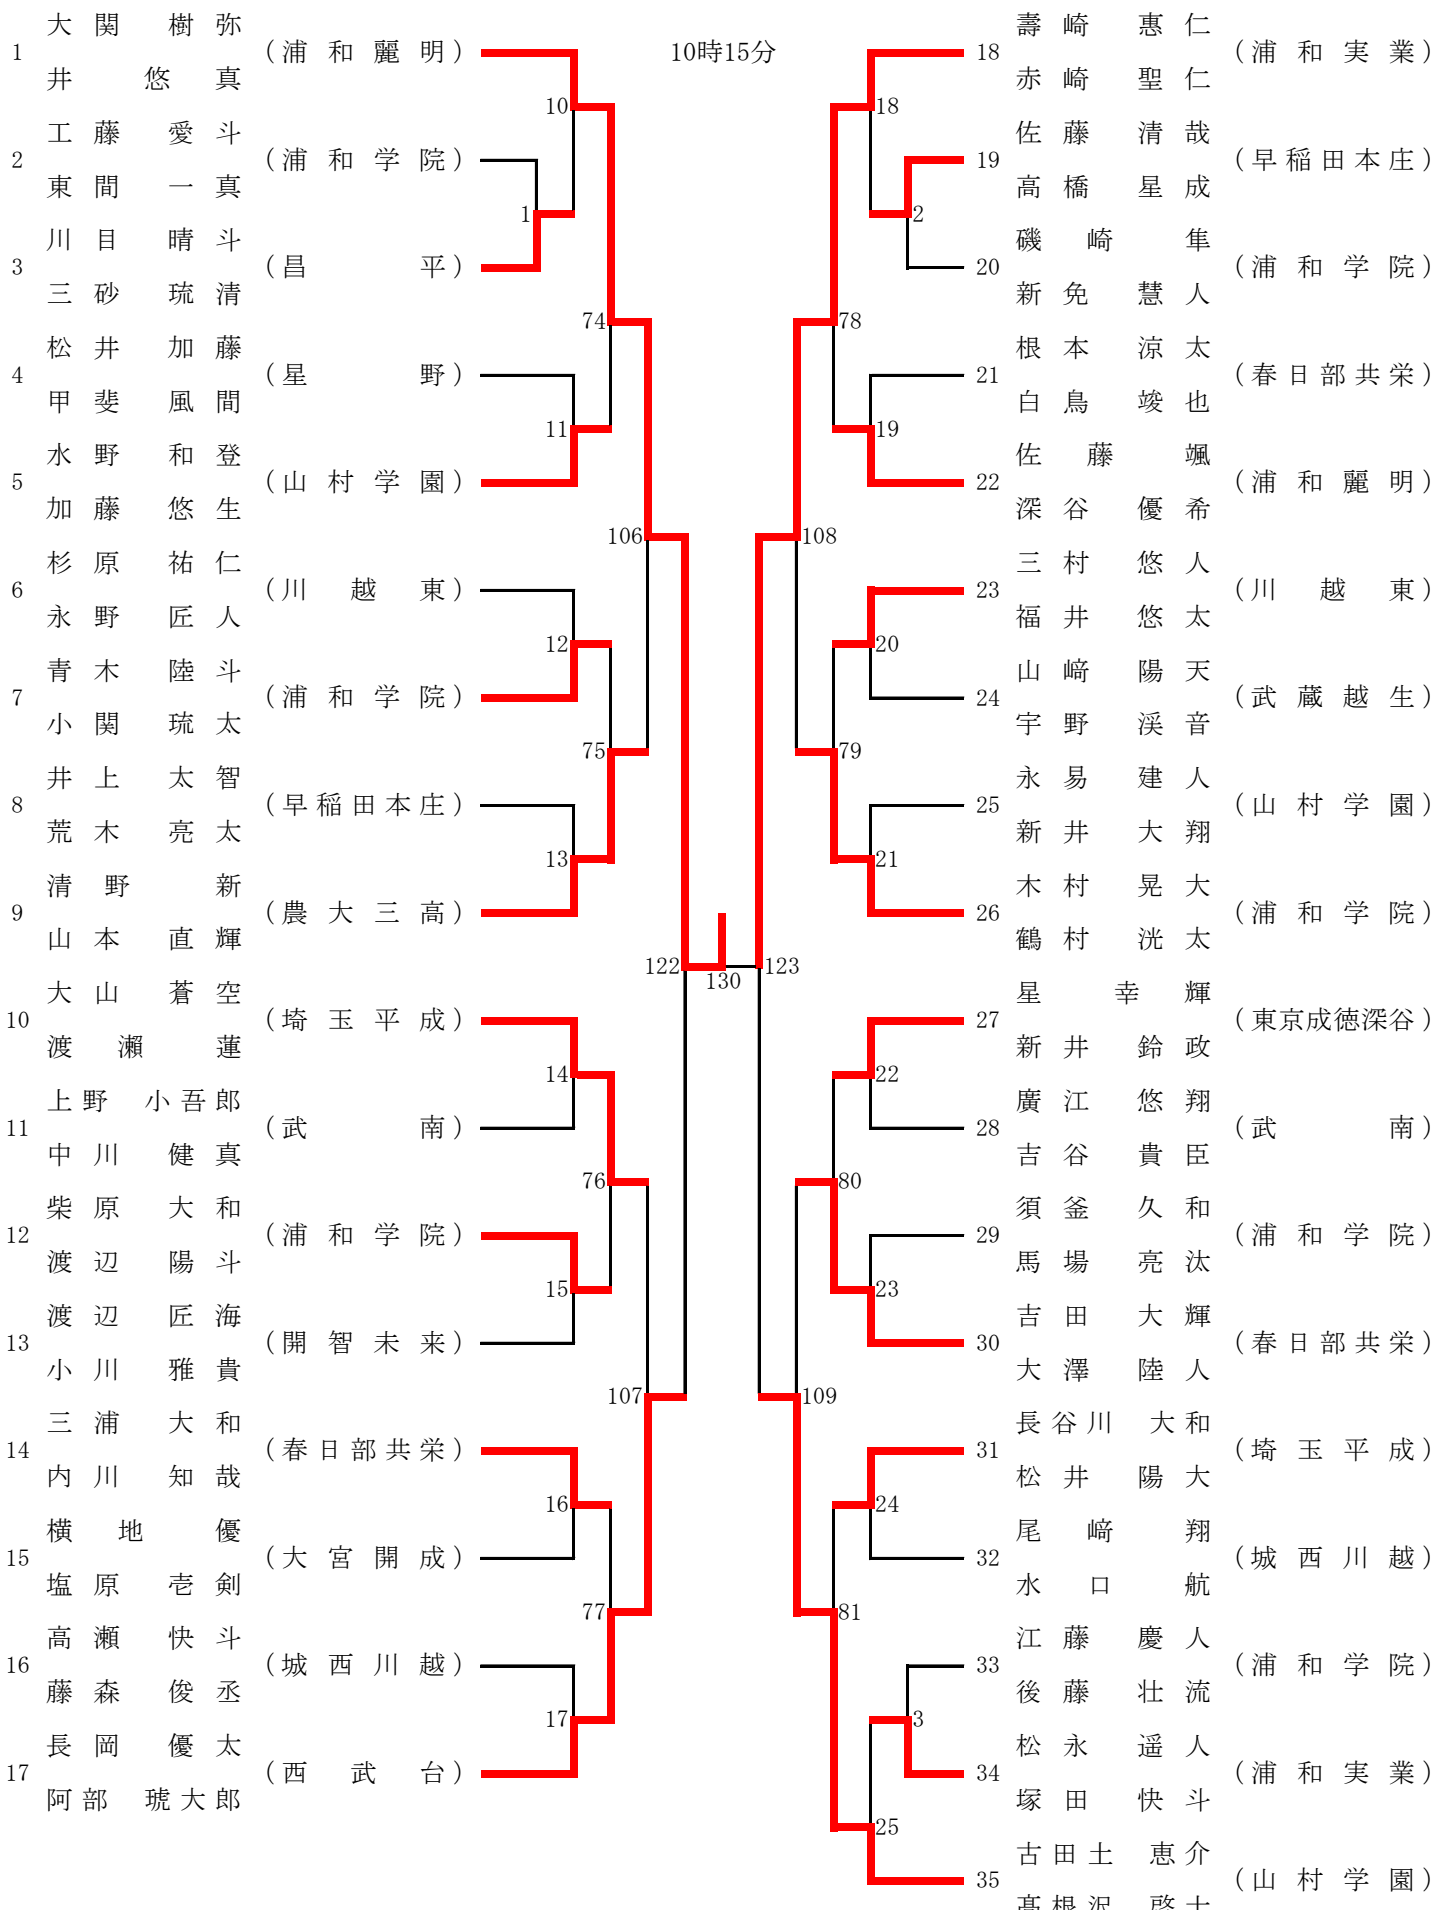 10時15分
大関 樹弥
1 (浦和麗明)
井 悠真
工藤 愛斗
2 (浦和学院)
東間 一真
川目 晴斗
3 (昌平)
三砂 琉清
松井 加藤
4 (星野)
甲斐 風間
水野 和登
5 (山村学園)
加藤 悠生
杉原 祐仁
6 (川越東)
永野 匠人
青木 陸斗
7 (浦和学院)
小関 琉太
井上 太智
8 (早稲田本庄)
荒木 亮太
清野 新
9 (農大三高)
山本 直輝
大山 蒼空
10 (埼玉平成)
渡瀬 蓮
上野 小吾郎
11 (武南)
中川 健真
柴原 大和
12 (浦和学院)
渡辺 陽斗
渡辺 匠海
13 (開智未来)
小川 雅貴
三浦 大和
14 (春日部共栄)
内川 知哉
横地 優
15 (大宮開成)
塩原 壱剣
高瀬 快斗
16 (城西川越)
藤森 俊丞
長岡 優太
17 (西武台)
阿部 琥大郎
10
1
74
11
106
12
75
13
122
130
123
14
76
15
107
16
77
17
18
2
78
19
108
20
79
21
22
80
23
109
24
81
3
25
壽崎 惠仁
18 (浦和実業)
赤崎 聖仁
佐藤 清哉
19 (早稲田本庄)
高橋 星成
磯崎 隼
20 (浦和学院)
新免 慧人
根本 涼太
21 (春日部共栄)
白鳥 竣也
佐藤 颯
22 (浦和麗明)
深谷 優希
三村 悠人
23 (川越東)
福井 悠太
山﨑 陽天
24 (武蔵越生)
宇野 渓音
永易 建人
25 (山村学園)
新井 大翔
木村 晃大
26 (浦和学院)
鶴村 洸太
星 幸輝
27 (東京成徳深谷)
新井 鈴政
廣江 悠翔
28 (武南)
吉谷 貴臣
須釜 久和
29 (浦和学院)
馬場 亮汰
吉田 大輝
30 (春日部共栄)
大澤 陸人
長谷川 大和
31 (埼玉平成)
松井 陽大
尾﨑 翔
32 (城西川越)
水口 航
江藤 慶人
33 (浦和学院)
後藤 壮流
松永 遥人
34 (浦和実業)
塚田 快斗
古田土 恵介
35 (山村学園)